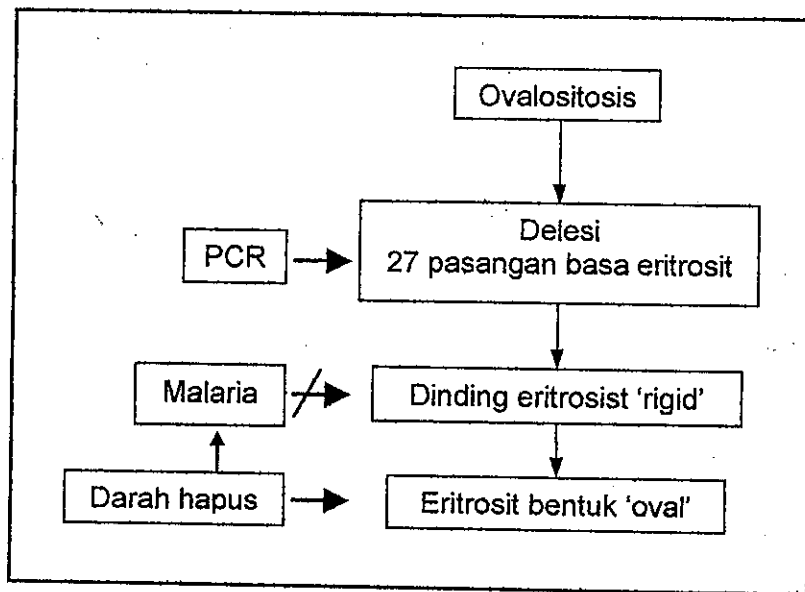 Ovalositosis
Delesi
27 pasangan basa eritrosit
PCR
Malaria
Dinding eritrosist 'rigid'
Darah hapus
Eritrosit bentuk 'oval'